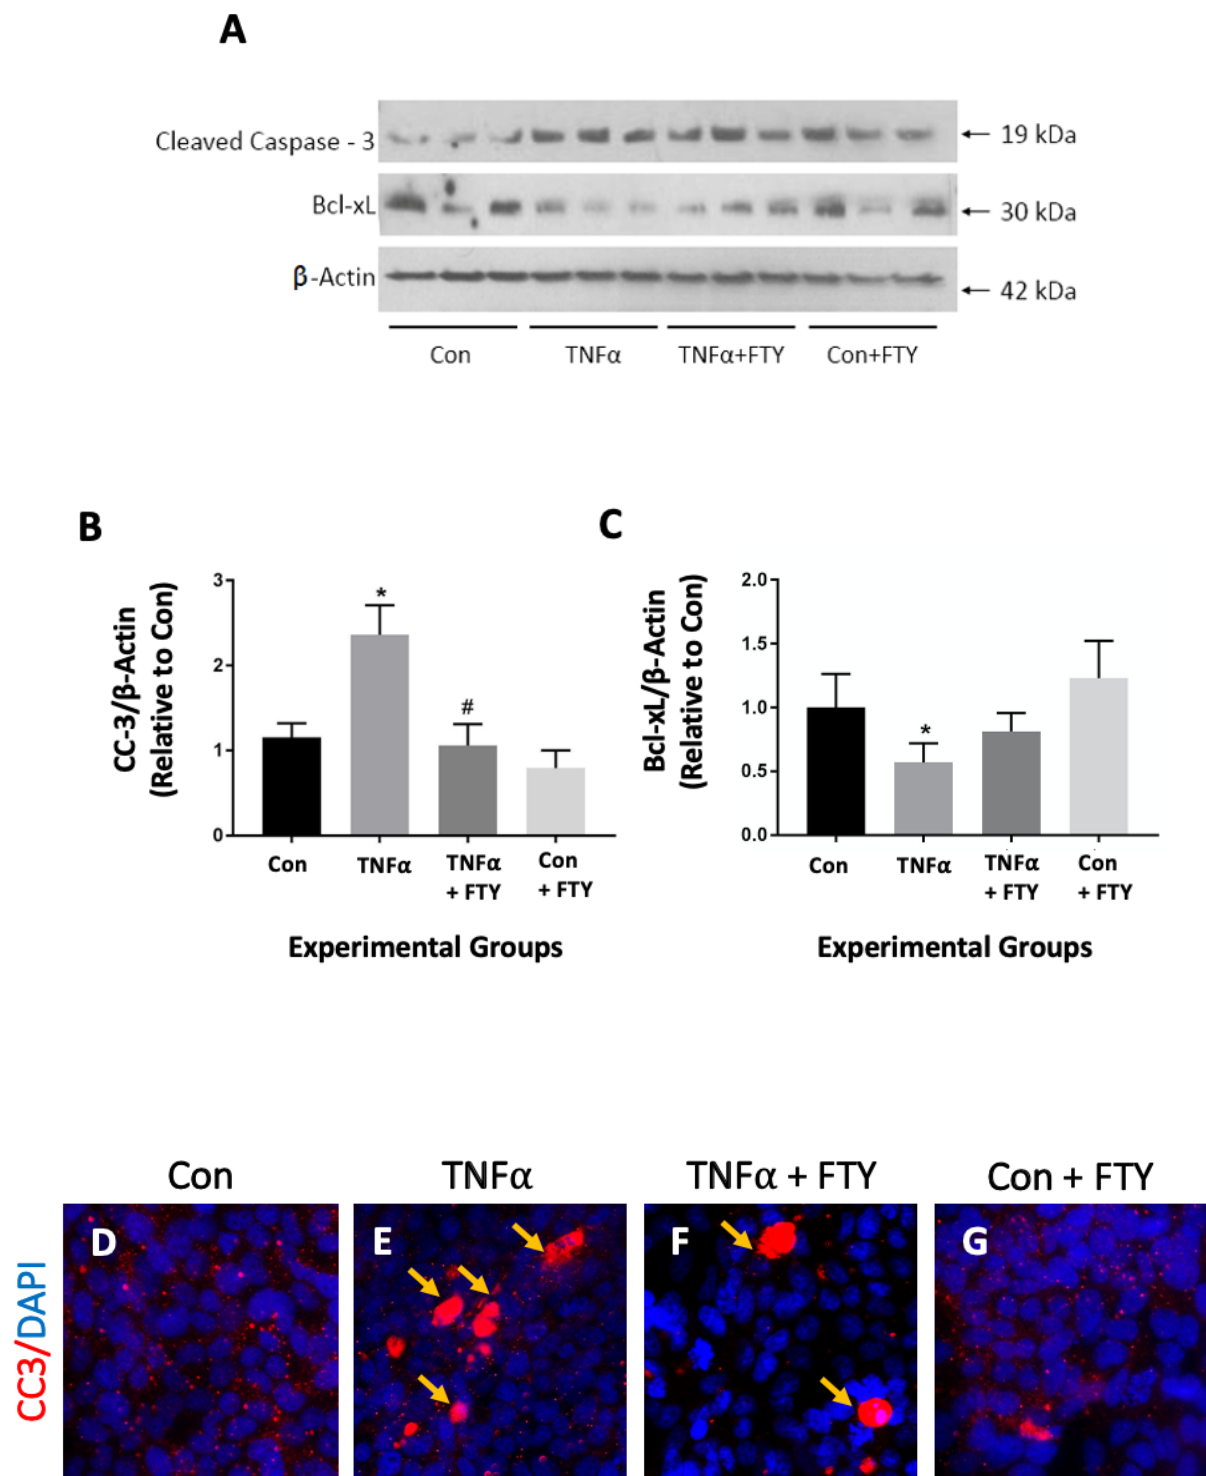 A
Cleaved Caspase - 3
19 kDa
Bcl-xL
30 kDa
β-Actin
42 kDa
Con
TNFα
TNFα+FTY
Con+FTY
B
CC-3/β-Actin
(Relative to Con)
3
2
1
0
*
#
Con
TNFα
TNFα
+ FTY
Con
+ FTY
Experimental Groups
C
Bcl-xL/β-Actin
(Relative to Con)
2.0
1.5
1.0
0.5
0.0
*
Con
TNFα
TNFα
+ FTY
Con
+ FTY
Experimental Groups
Con
TNFα
TNFα + FTY
Con + FTY
CC3/DAPI
D
E
F
G